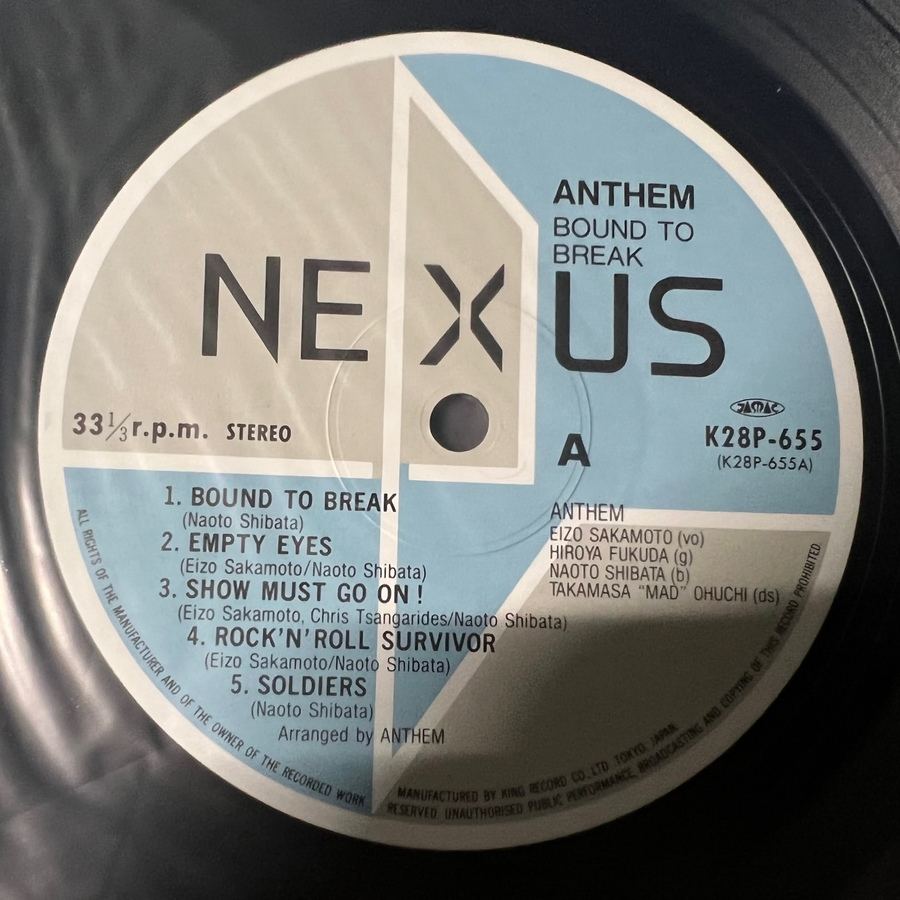 ANTHEM
BOUND TO
BREAK
NEXUS
33⅓r.p.m. STEREO
JASRAC
K28P-655
(K28P-655A)
A
1. BOUND TO BREAK
(Naoto Shibata)
2. EMPTY EYES
(Eizo Sakamoto/Naoto Shibata)
3. SHOW MUST GO ON!
(Eizo Sakamoto, Chris Tsangarides/Naoto Shibata)
4. ROCK'N'ROLL SURVIVOR
(Eizo Sakamoto/Naoto Shibata)
5. SOLDIERS
(Naoto Shibata)
Arranged by ANTHEM
ANTHEM
EIZO SAKAMOTO (vo)
HIROYA FUKUDA (g)
NAOTO SHIBATA (b)
TAKAMASA "MAD" OHUCHI (ds)
ALL RIGHTS OF THE MANUFACTURER AND OF THE OWNER OF THE RECORDED WORK
RESERVED. UNAUTHORISED PUBLIC PERFORMANCE, BROADCASTING AND COPYING OF THIS RECORD PROHIBITED.
MANUFACTURED BY KING RECORD CO., LTD. TOKYO, JAPAN.